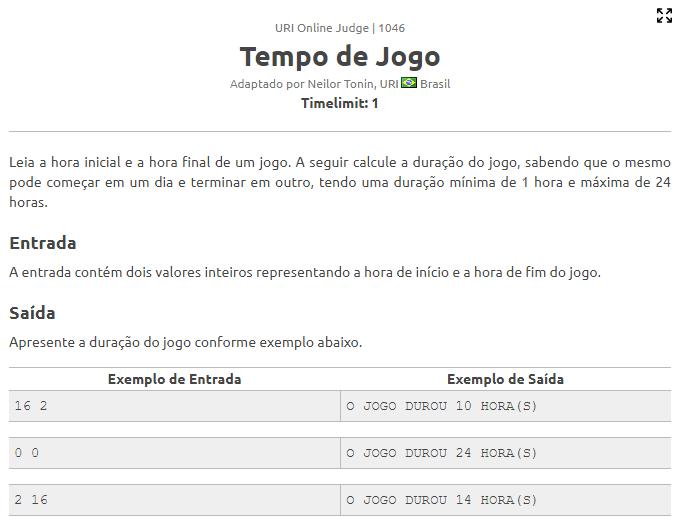 URI Online Judge | 1046
Tempo de Jogo
Adaptado por Neilor Tonin, URI Brasil
Timelimit: 1
Leia a hora inicial e a hora final de um jogo. A seguir calcule a duração do jogo, sabendo que o mesmo
pode começar em um dia e terminar em outro, tendo uma duração mínima de 1 hora e máxima de 24
horas.
Entrada
A entrada contém dois valores inteiros representando a hora de início e a hora de fim do jogo.
Saída
Apresente a duração do jogo conforme exemplo abaixo.
Exemplo de Entrada Exemplo de Saída
16 2 O JOGO DUROU 10 HORA(S)
0 0 O JOGO DUROU 24 HORA(S)
2 16 O JOGO DUROU 14 HORA(S)